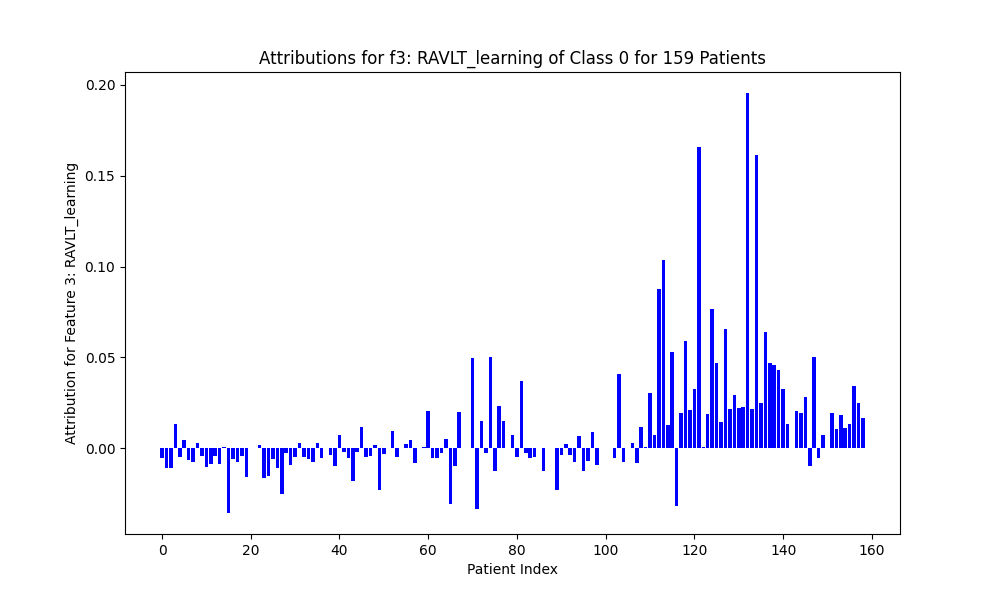 Attributions for f3: RAVLT_learning of Class 0 for 159 Patients
Attribution for Feature 3: RAVLT_learning
0.20
0.15
0.10
0.05
0.00
0 20 40 60 80 100 120 140 160
Patient Index